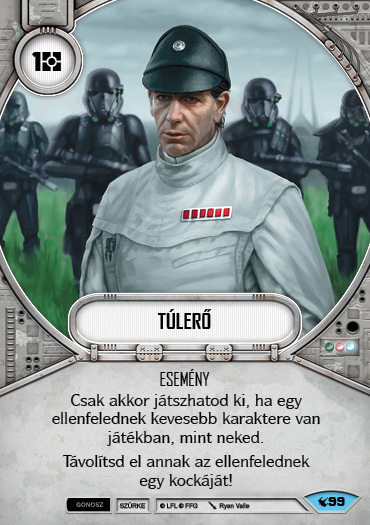 1
TÚLERŐ
ESEMÉNY
Csak akkor játszhatod ki, ha egy
ellenfelednek kevesebb karaktere van
játékban, mint neked.
Távolítsd el annak az ellenfelednek
egy kockáját!
GONOSZ SZÜRKE © LFL © FFG Ryan Valle 99